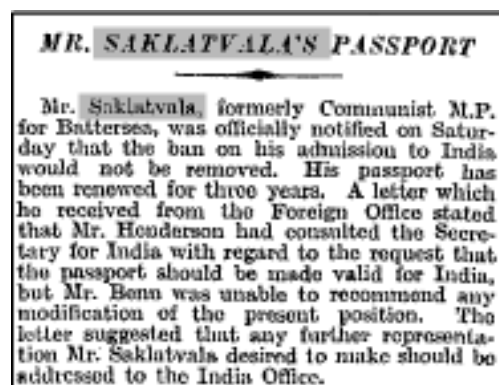 MR. SAKLATVALA'S PASSPORT
Mr. Saklatvala, formerly Communist M.P.
for Battersea, was officially notified on Satur-
day that the ban on his admission to India
would not be removed. His passport has
been renewed for three years. A letter which
he received from the Foreign Office stated
that Mr. Henderson had consulted the Secre-
tary for India with regard to the request that
the passport should be made valid for India,
but Mr. Benn was unable to recommend any
modification of the present position. The
letter suggested that any further representa-
tion Mr. Saklatvala desired to make should be
addressed to the India Office.